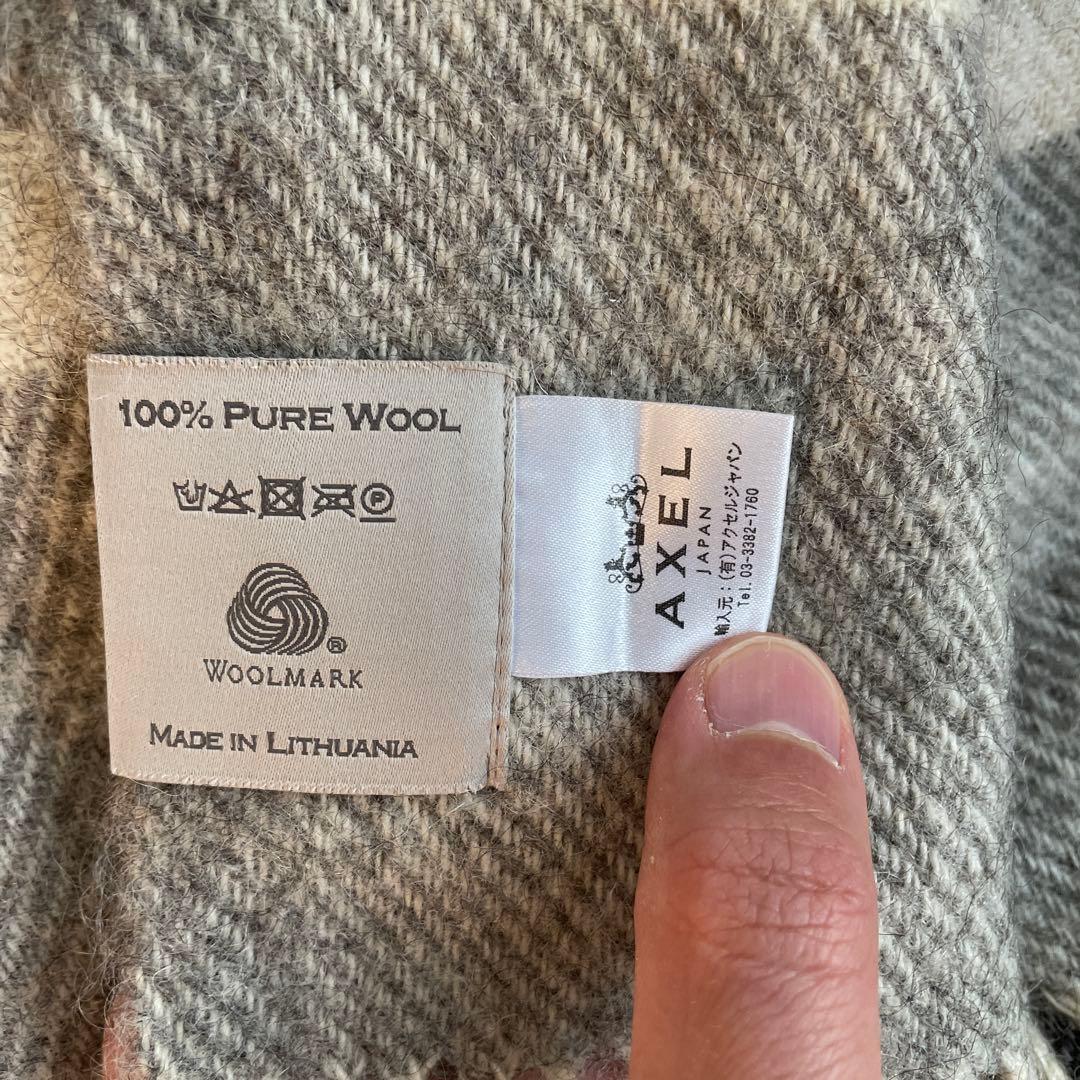 100% PURE WOOL
P
®
WOOLMARK
MADE IN LITHUANIA
AXEL
JAPAN
輸入元：(有)アクセルジャパン
Tel. 03-3382-1760